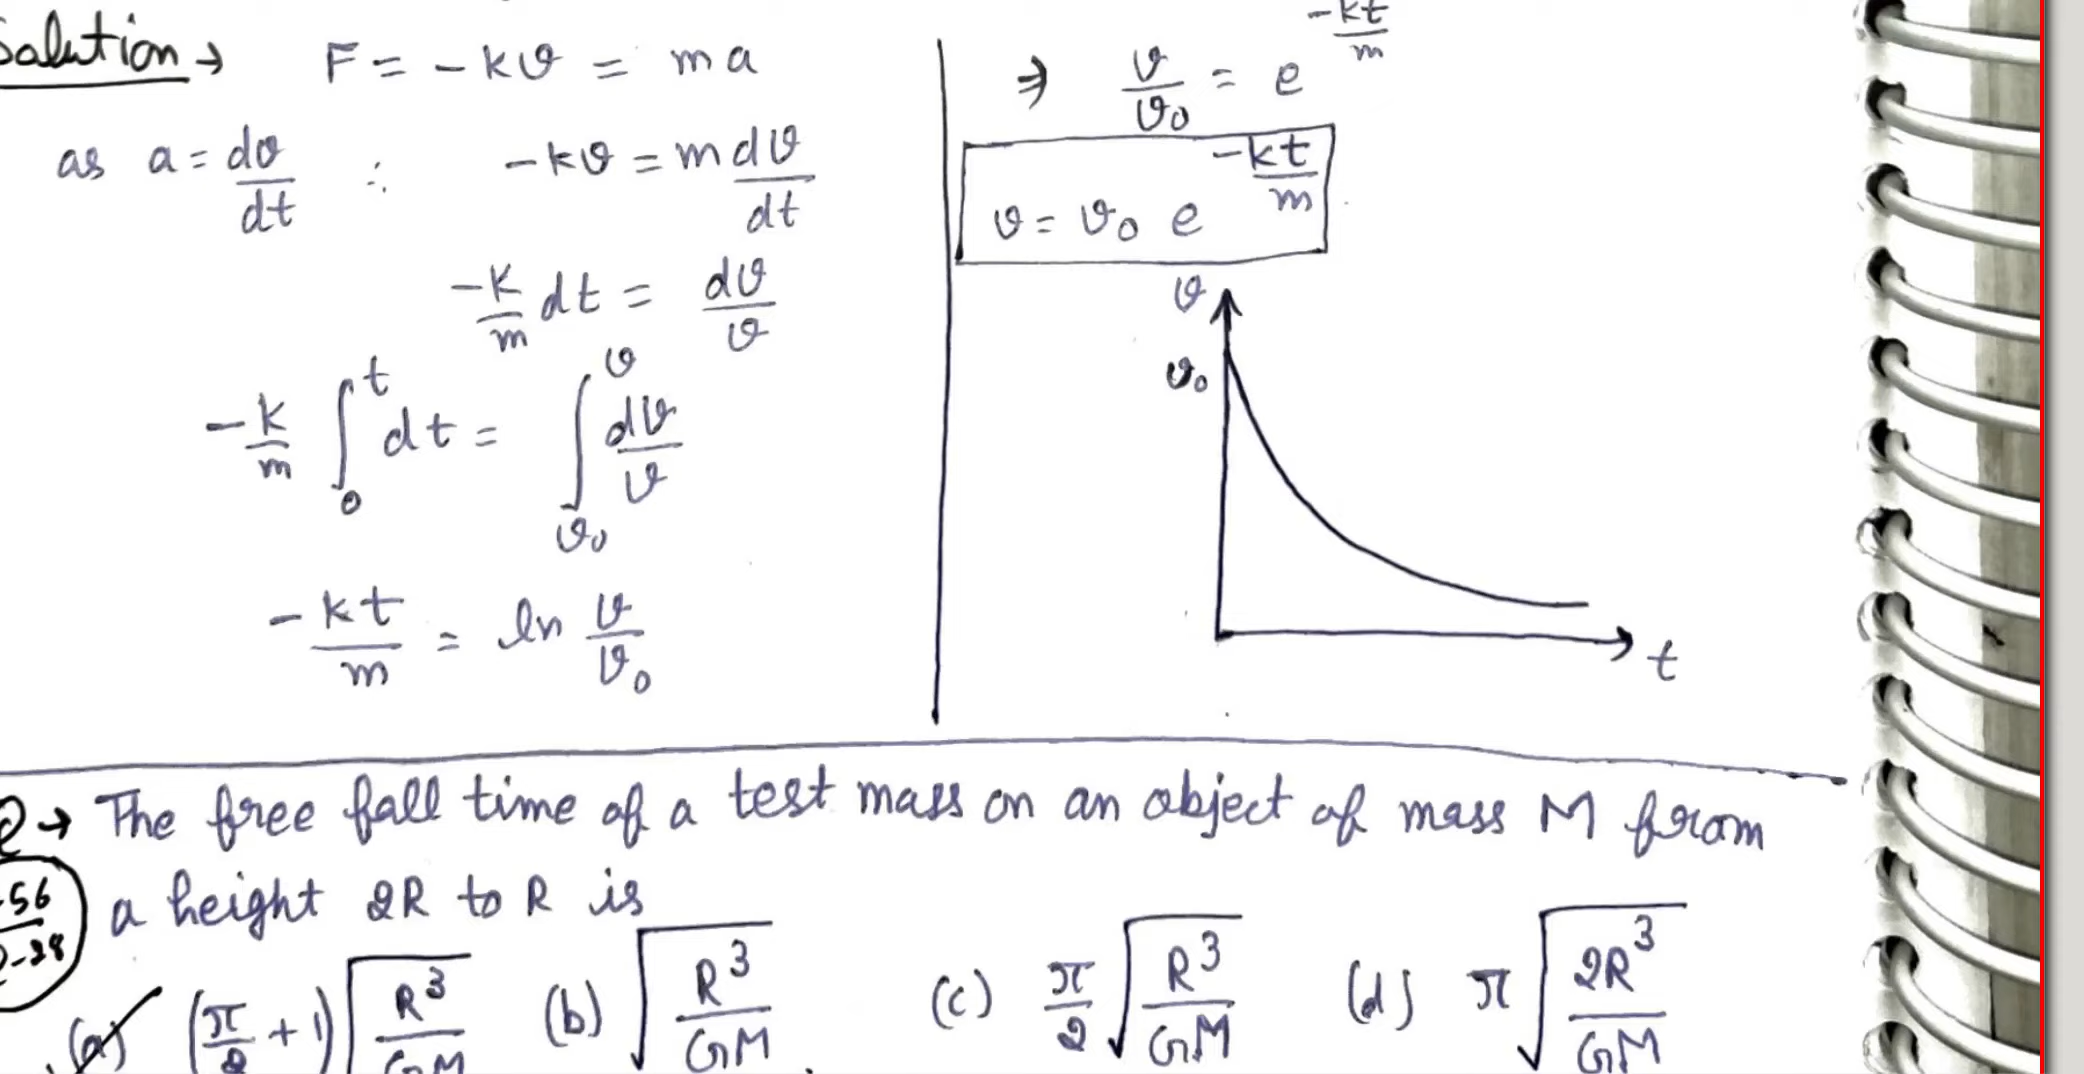 Solution → F = -kv = ma
as a = dv/dt ∴ -kv = m dv/dt
-k/m dt = dv/v
-k/m ∫₀ᵗ dt = ∫_{v₀}^{v} dv/v
-kt/m = ln v/v₀
⇒ v/v₀ = e^{-kt/m}
v = v₀ e^{-kt/m}
v
v₀
t
Q → The free fall time of a test mass on an object of mass M from
a height 2R to R is
(a) (π/2 + 1) √(R³/GM) (b) √(R³/GM) (c) π/2 √(R³/GM) (d) π √(2R³/GM)